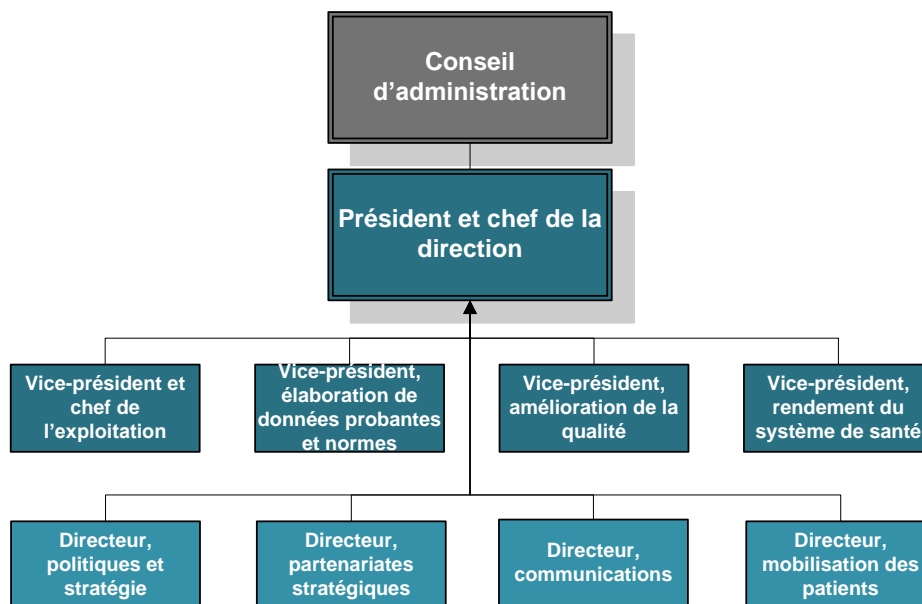 Conseil
d’administration
Président et chef de la
direction
Vice-président et
chef de
l’exploitation
Vice-président,
élaboration de
données probantes
et normes
Vice-président,
amélioration de la
qualité
Vice-président,
rendement du
système de santé
Directeur,
politiques et
stratégie
Directeur,
partenariates
stratégiques
Directeur,
communications
Directeur,
mobilisation des
patients